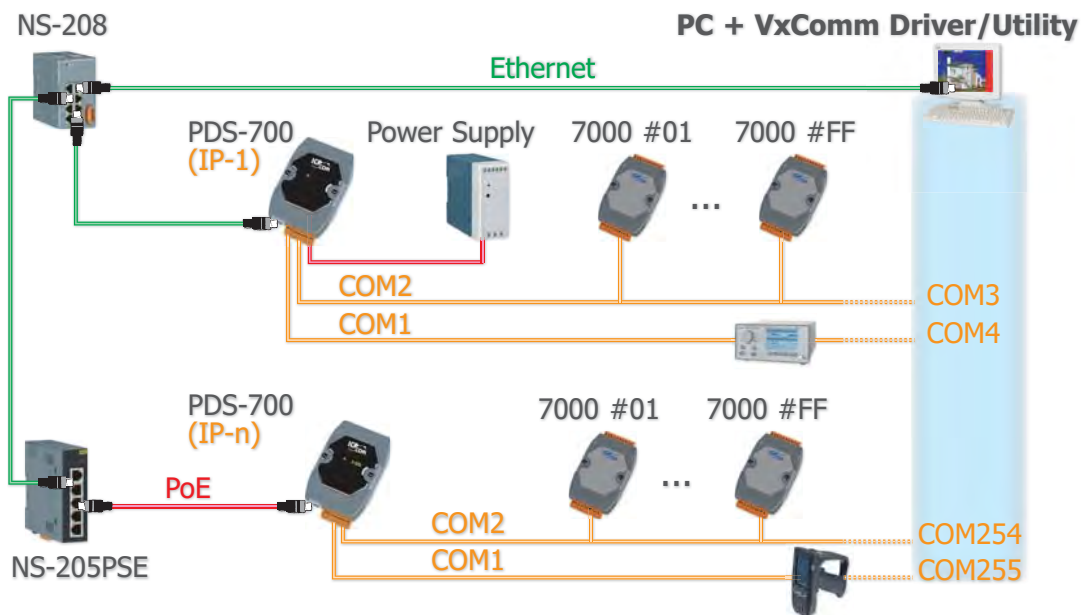 NS-208
PC + VxComm Driver/Utility
Ethernet
PDS-700
(IP-1)
Power Supply
7000 #01
7000 #FF
...
COM2
COM3
COM1
COM4
PDS-700
(IP-n)
7000 #01
7000 #FF
...
PoE
COM2
COM254
COM1
COM255
NS-205PSE